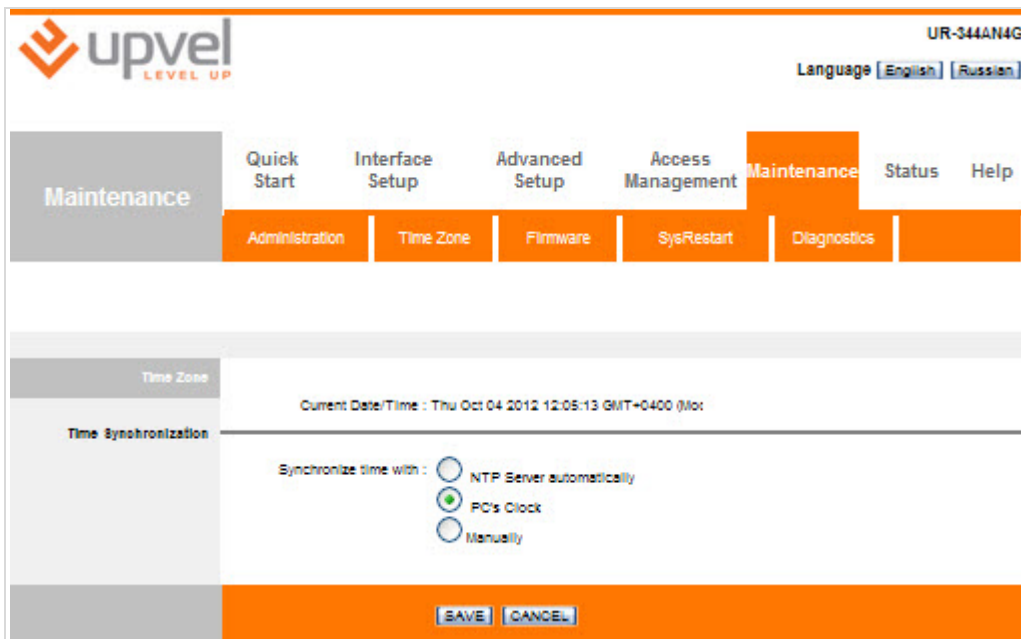 upvel
LEVEL UP
UR-344AN4G
Language English Russian
Maintenance
Quick Start
Interface Setup
Advanced Setup
Access Management
Maintenance
Status
Help
Administration
Time Zone
Firmware
SysRestart
Diagnostics
Time Zone
Current Date/Time : Thu Oct 04 2012 12:05:13 GMT+0400 (Mos
Time Synchronization
Synchronize time with :
NTP Server automatically
PC's Clock
Manually
SAVE CANCEL